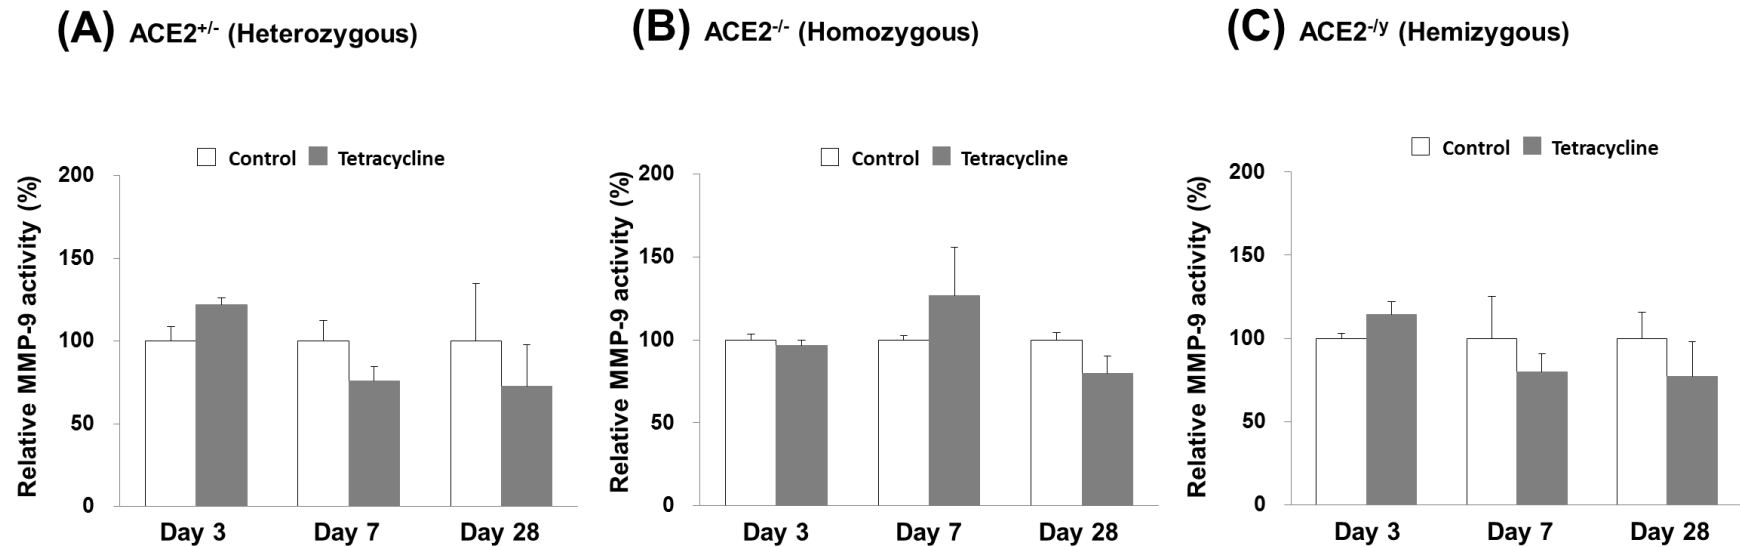 (A) ACE2+/- (Heterozygous)
Control Tetracycline
Relative MMP-9 activity (%)
200
150
100
50
0
Day 3 Day 7 Day 28
(B) ACE2-/- (Homozygous)
Control Tetracycline
Relative MMP-9 activity (%)
200
150
100
50
0
Day 3 Day 7 Day 28
(C) ACE2-/y (Hemizygous)
Control Tetracycline
Relative MMP-9 activity (%)
200
150
100
50
0
Day 3 Day 7 Day 28